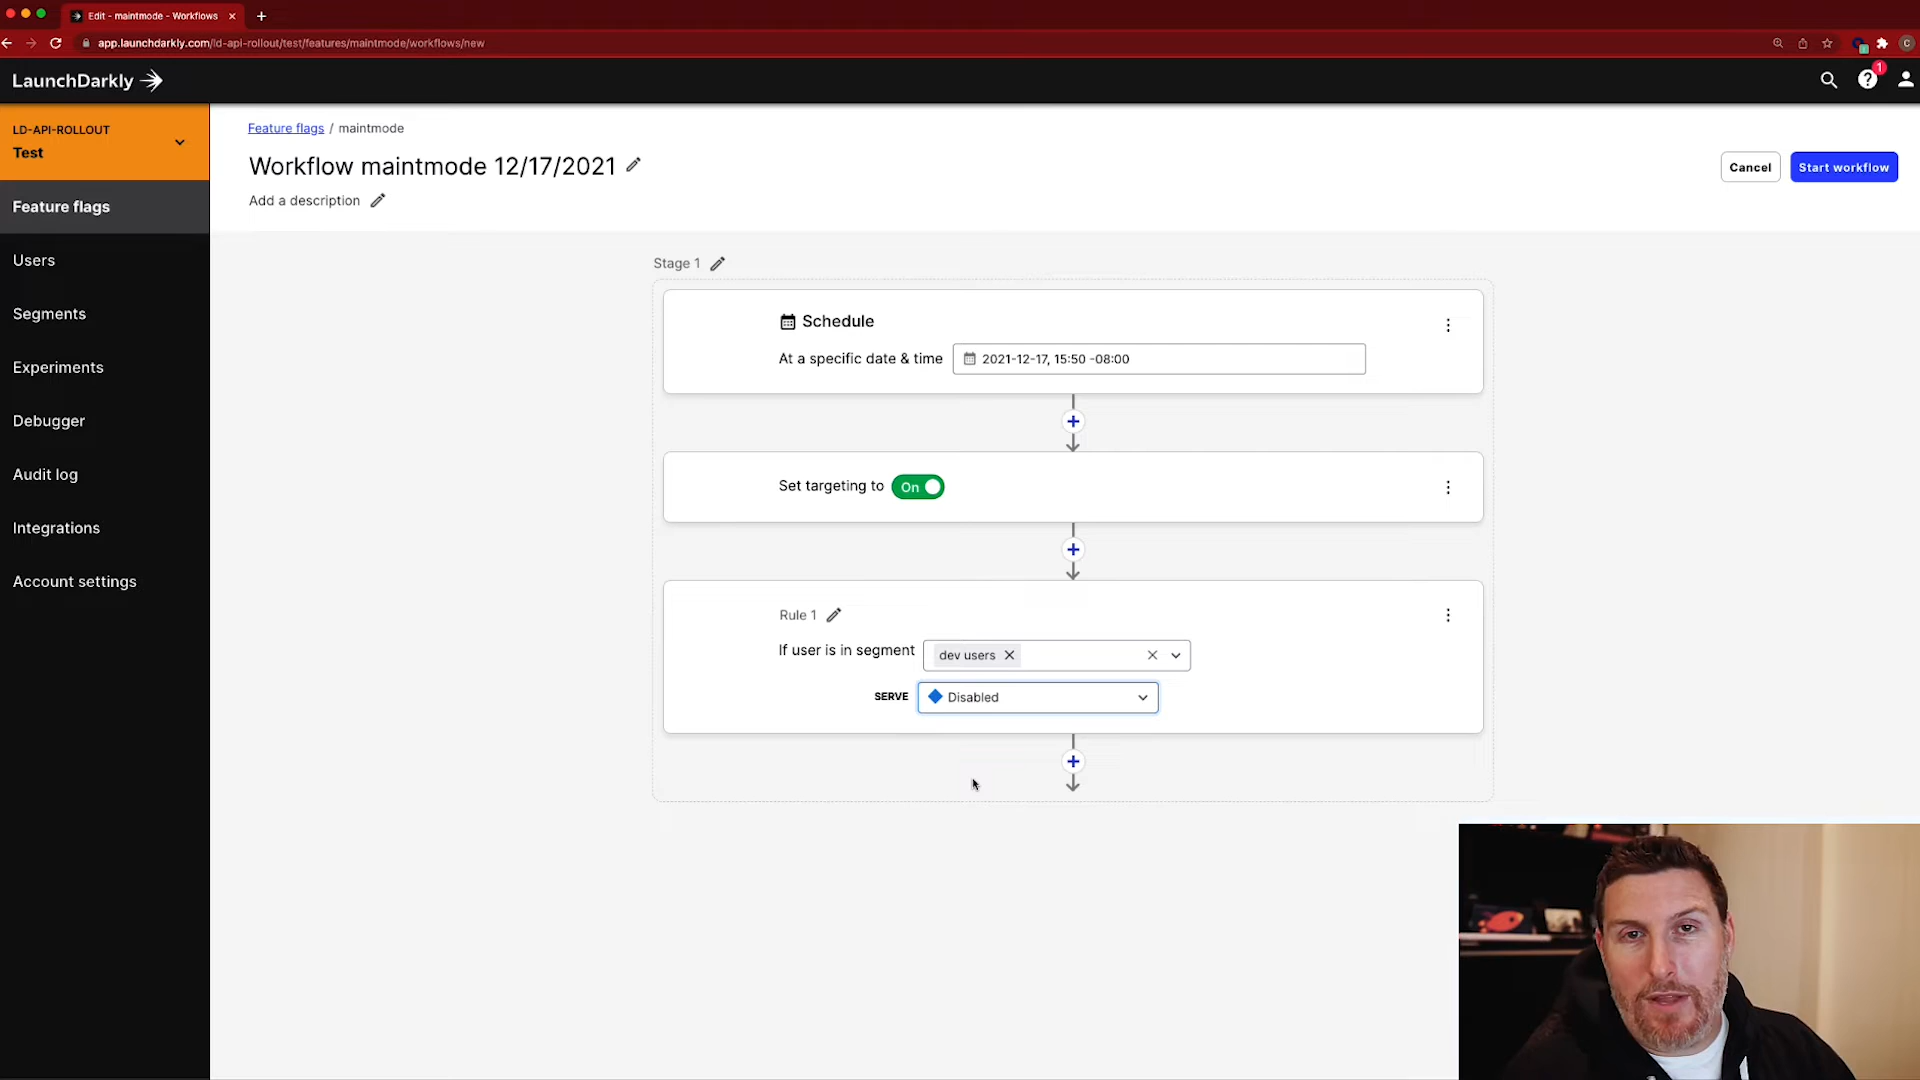 Edit - maintmode - Workflows
app.launchdarkly.com/ld-api-rollout/test/features/maintmode/workflows/new
LaunchDarkly
1
C
LD-API-ROLLOUT
Test
Feature flags
Users
Segments
Experiments
Debugger
Audit log
Integrations
Account settings
Feature flags / maintmode
Workflow maintmode 12/17/2021
Add a description
Cancel
Start workflow
Stage 1
Schedule
At a specific date & time 2021-12-17, 15:50 -08:00
Set targeting to On
Rule 1
If user is in segment dev users
SERVE Disabled